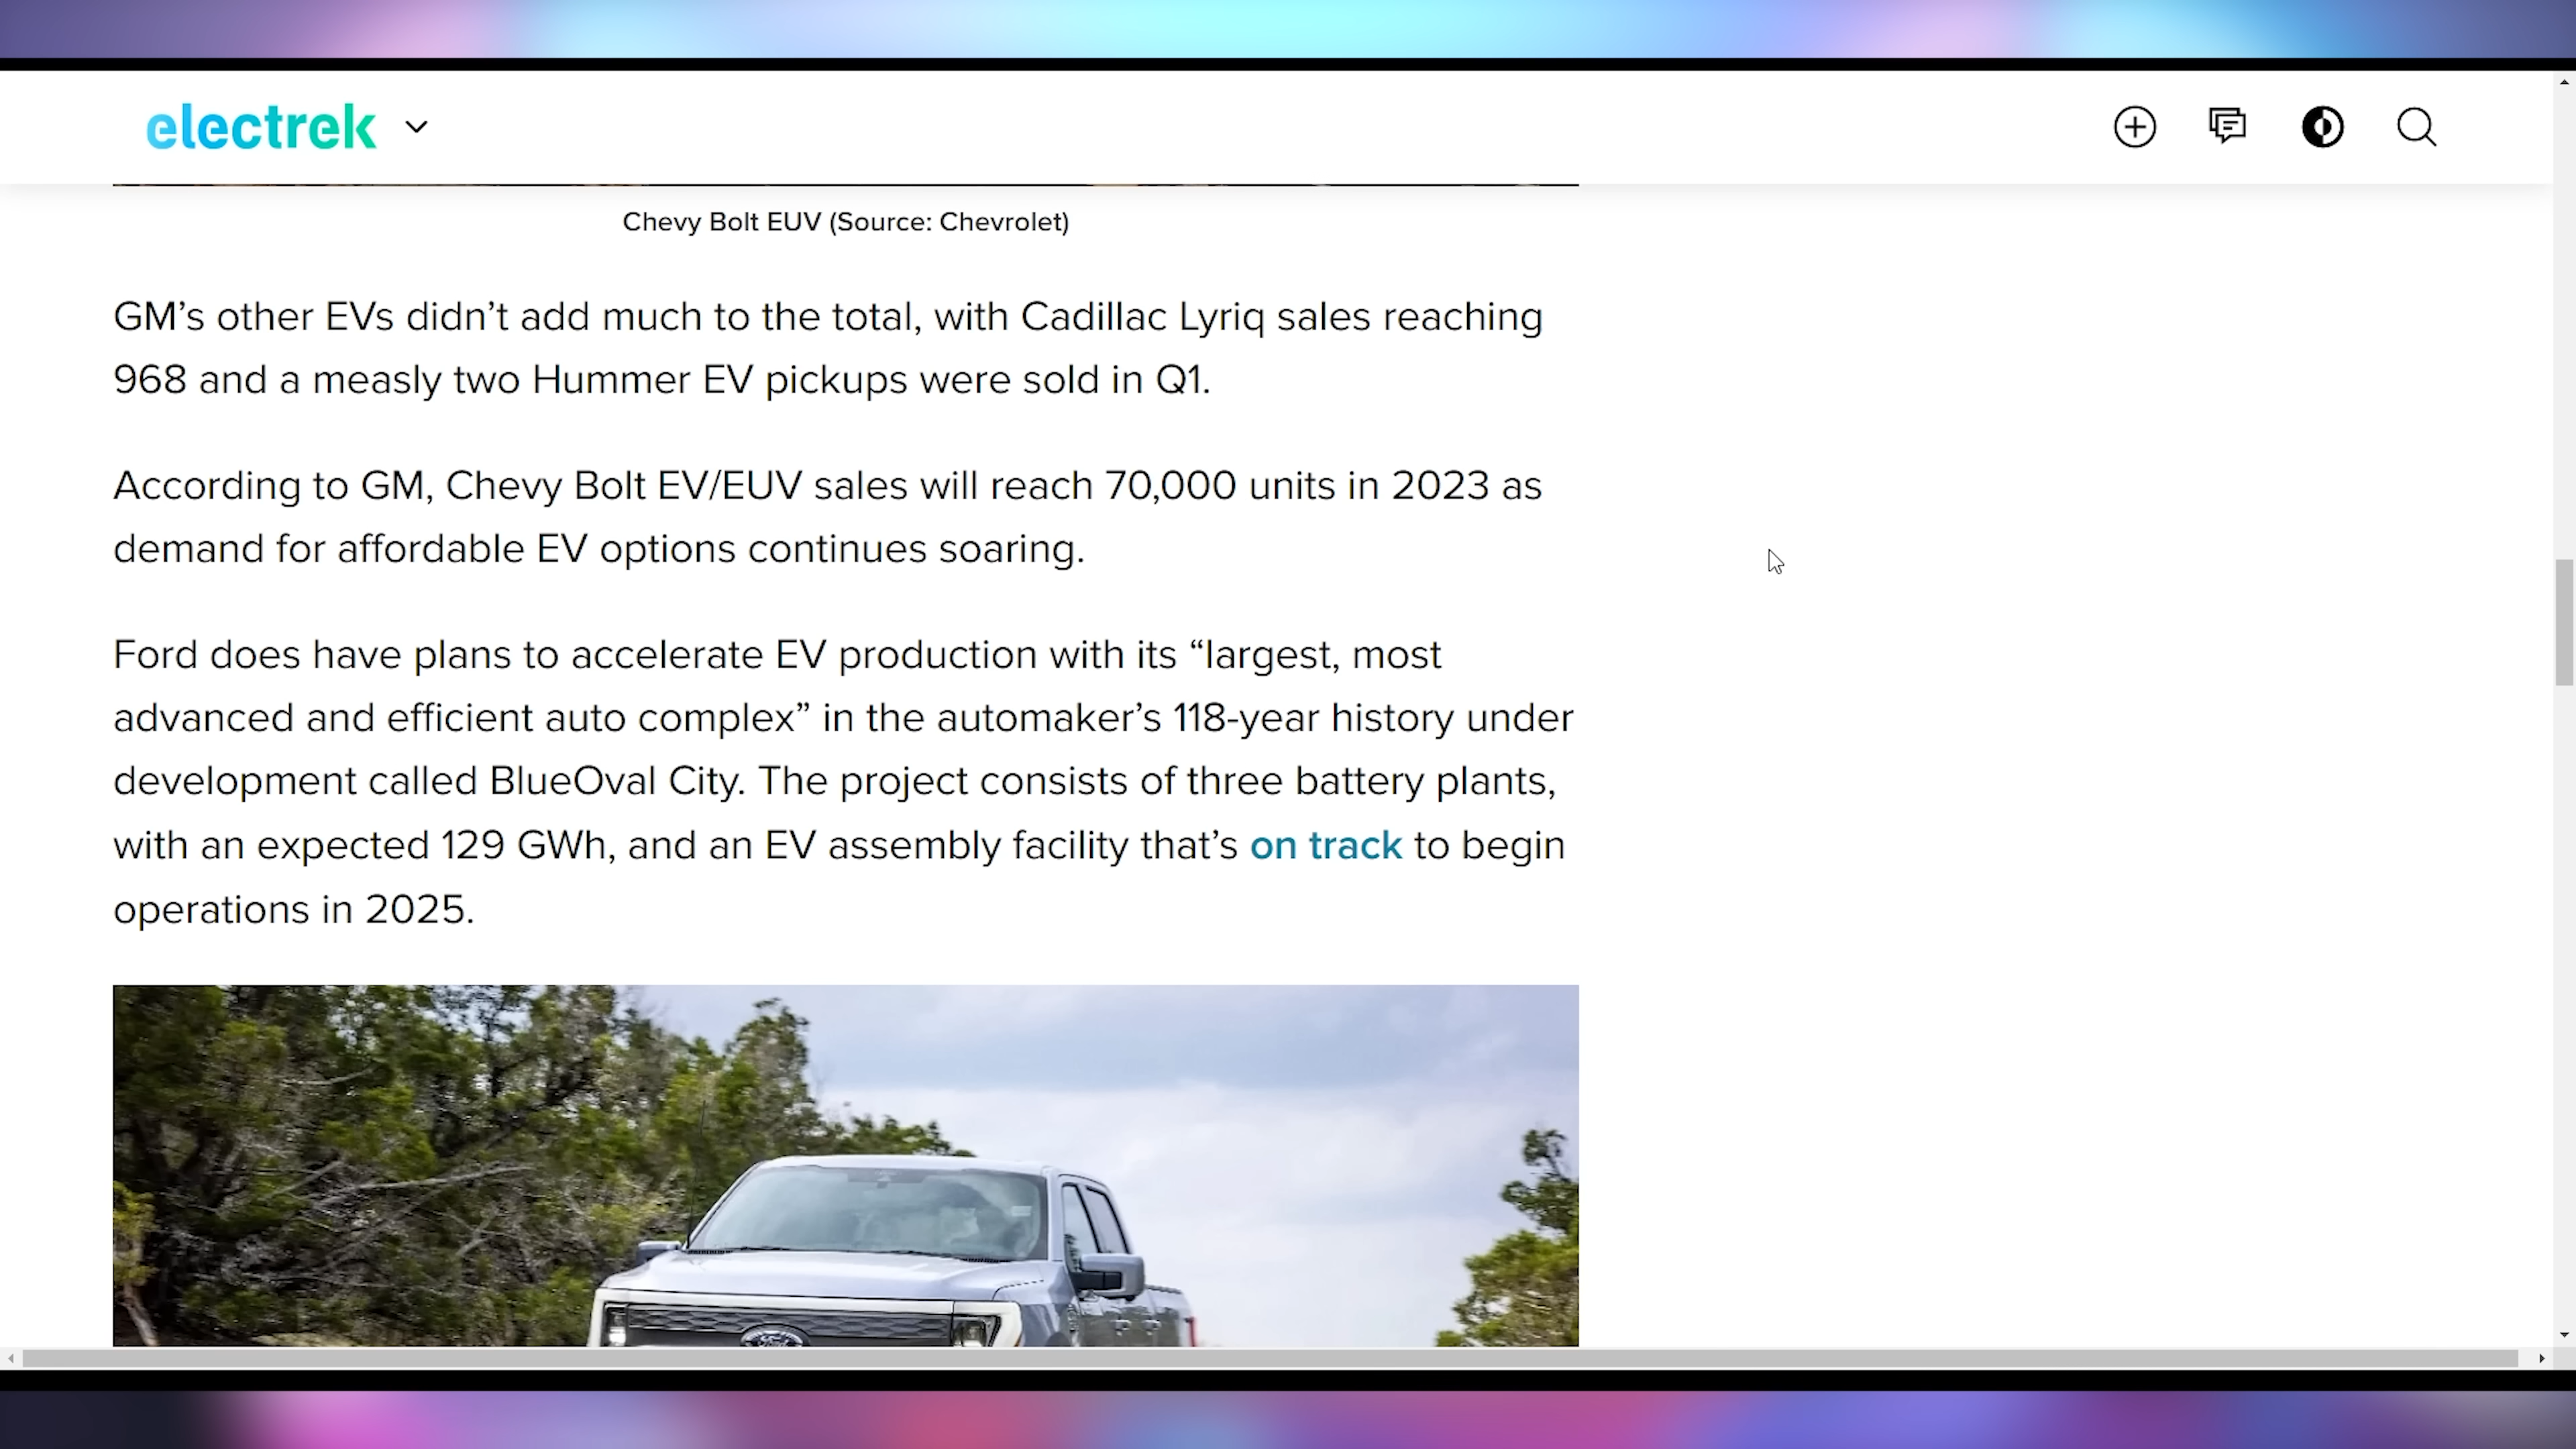 electrek
Chevy Bolt EUV (Source: Chevrolet)
GM’s other EVs didn’t add much to the total, with Cadillac Lyriq sales reaching
968 and a measly two Hummer EV pickups were sold in Q1.
According to GM, Chevy Bolt EV/EUV sales will reach 70,000 units in 2023 as
demand for affordable EV options continues soaring.
Ford does have plans to accelerate EV production with its “largest, most
advanced and efficient auto complex” in the automaker’s 118-year history under
development called BlueOval City. The project consists of three battery plants,
with an expected 129 GWh, and an EV assembly facility that’s on track to begin
operations in 2025.
Ford